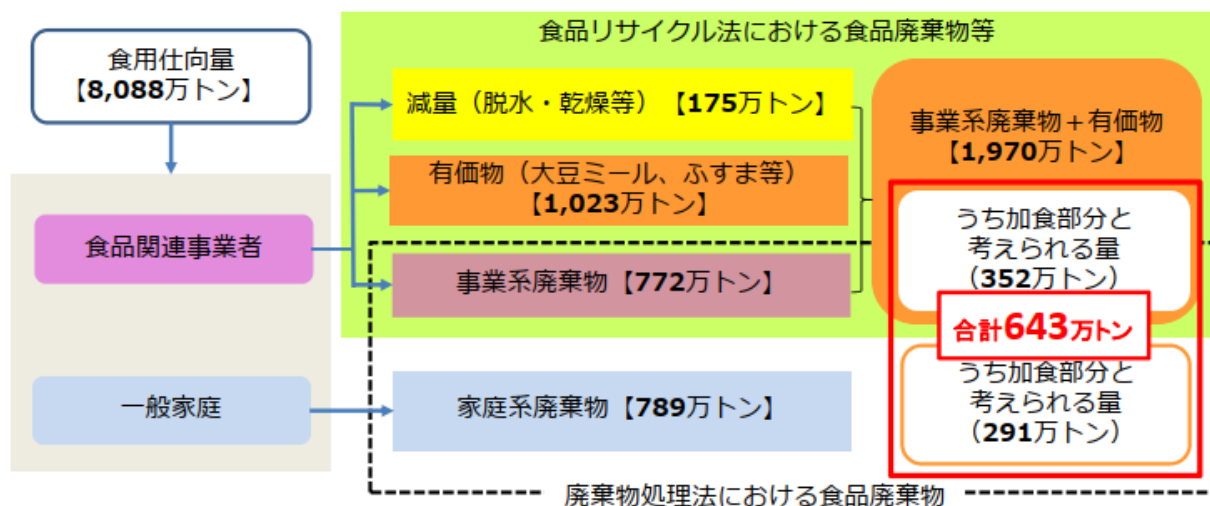 食用仕向量
【8,088万トン】
食品リサイクル法における食品廃棄物等
減量（脱水・乾燥等）【175万トン】
有価物（大豆ミール、ふすま等）
【1,023万トン】
事業系廃棄物＋有価物
【1,970万トン】
食品関連事業者
事業系廃棄物【772万トン】
うち加食部分と
考えられる量
（352万トン）
合計643万トン
一般家庭
家庭系廃棄物【789万トン】
うち加食部分と
考えられる量
（291万トン）
廃棄物処理法における食品廃棄物